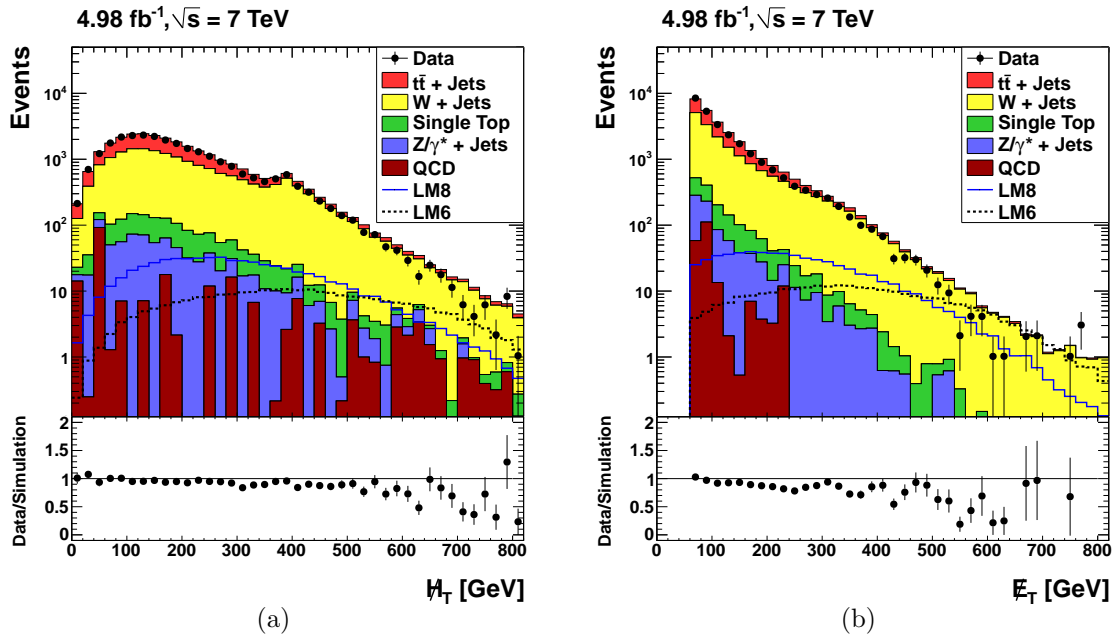 4.98 fb⁻¹, √s = 7 TeV
Events
10⁴
10³
10²
10
1
Data
tt̄ + Jets
W + Jets
Single Top
Z/γ* + Jets
QCD
LM8
LM6
Data/Simulation
2
1.5
1
0.5
0
0 100 200 300 400 500 600 700 800
H̸_T [GeV]
(a)
4.98 fb⁻¹, √s = 7 TeV
Events
10⁴
10³
10²
10
1
Data
tt̄ + Jets
W + Jets
Single Top
Z/γ* + Jets
QCD
LM8
LM6
Data/Simulation
2
1.5
1
0.5
0
0 100 200 300 400 500 600 700 800
E̸_T [GeV]
(b)